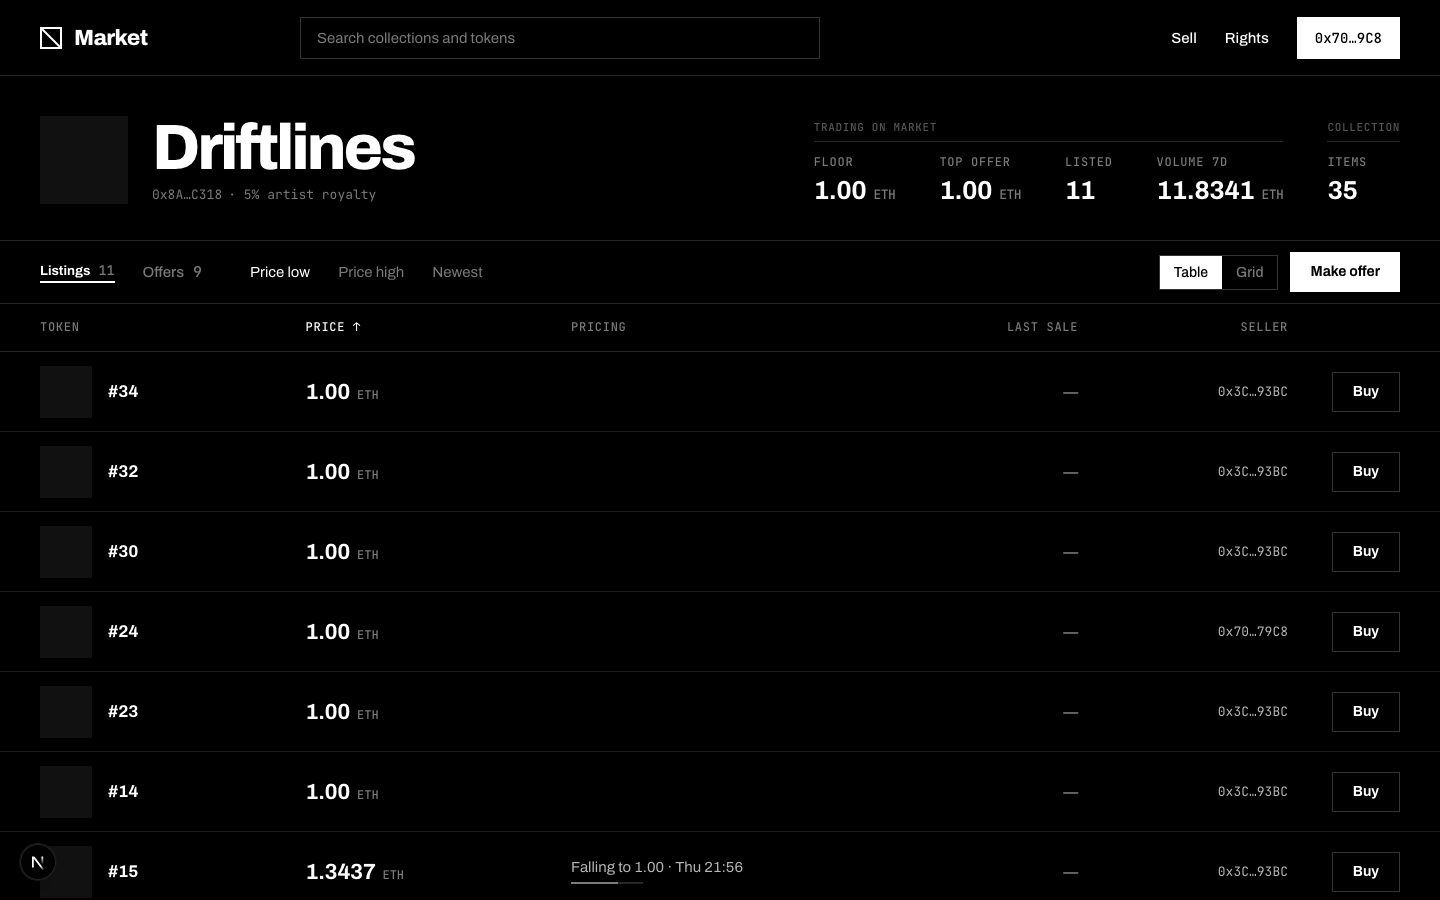 Market
Search collections and tokens
Sell Rights 0x70…9C8
Driftlines
0x8A…C318 · 5% artist royalty
TRADING ON MARKET COLLECTION
FLOOR TOP OFFER LISTED VOLUME 7D ITEMS
1.00 ETH 1.00 ETH 11 11.8341 ETH 35
Listings 11 Offers 9 Price low Price high Newest Table Grid Make offer
TOKEN PRICE ↑ PRICING LAST SALE SELLER
#34 1.00 ETH — 0x3C…93BC Buy
#32 1.00 ETH — 0x3C…93BC Buy
#30 1.00 ETH — 0x3C…93BC Buy
#24 1.00 ETH — 0x70…79C8 Buy
#23 1.00 ETH — 0x3C…93BC Buy
#14 1.00 ETH — 0x3C…93BC Buy
N #15 1.3437 ETH Falling to 1.00 · Thu 21:56 — 0x3C…93BC Buy